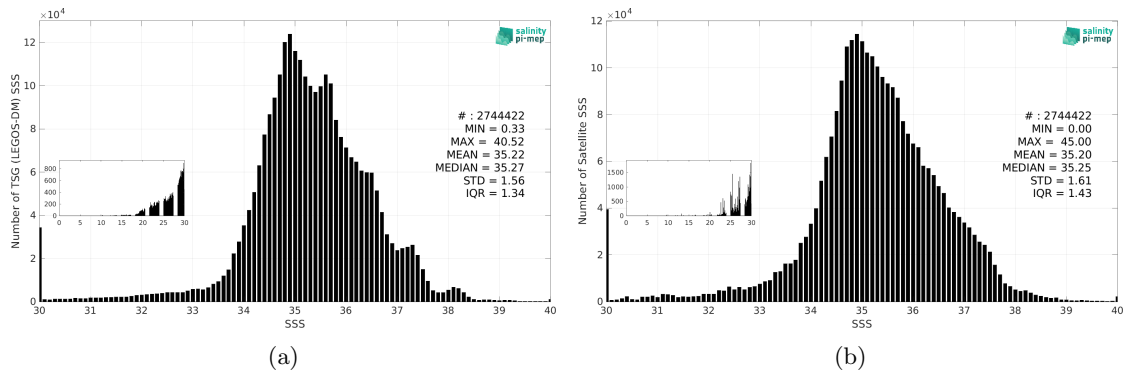 ×10⁴
salinity
pi-mep
Number of TSG (LEGOS-DM) SSS
12
10
8
6
4
2
0
# : 2744422
MIN = 0.33
MAX = 40.52
MEAN = 35.22
MEDIAN = 35.27
STD = 1.56
IQR = 1.34
800
600
400
200
0
0 5 10 15 20 25 30
30 31 32 33 34 35 36 37 38 39 40
SSS
(a)
×10⁴
salinity
pi-mep
Number of Satellite SSS
12
10
8
6
4
2
0
# : 2744422
MIN = 0.00
MAX = 45.00
MEAN = 35.20
MEDIAN = 35.25
STD = 1.61
IQR = 1.43
1500
1000
500
0
0 5 10 15 20 25 30
30 31 32 33 34 35 36 37 38 39 40
SSS
(b)